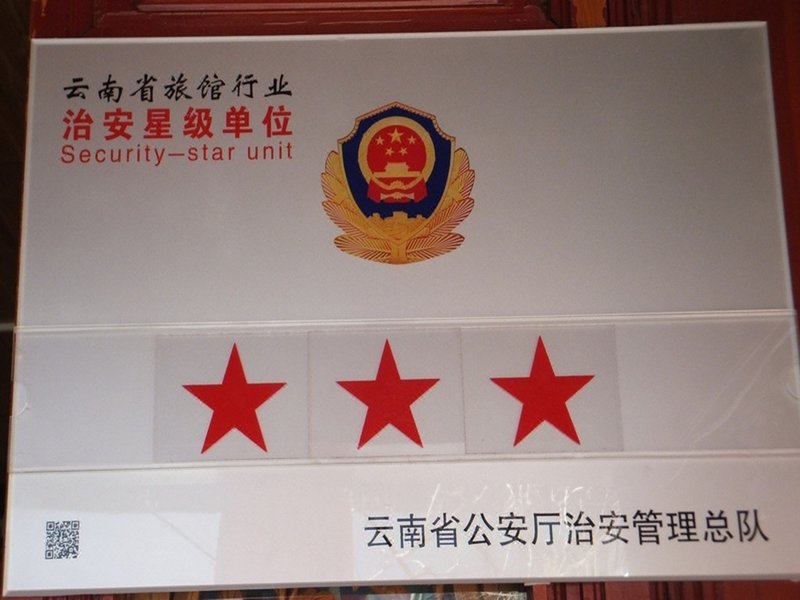 云南省旅馆行业
治安星级单位
Security-star unit
云南省公安厅治安管理总队